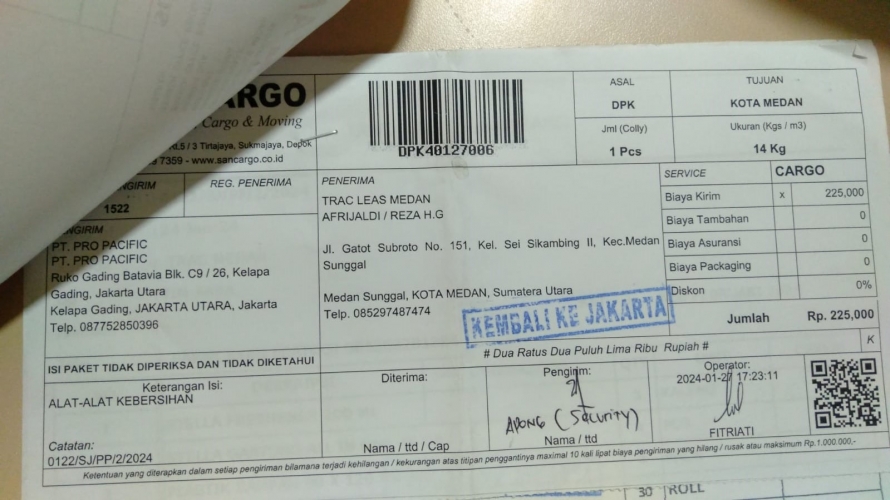 ARGO
, Cargo & Moving
5 / 3 Tirtajaya, Sukmajaya, Depok
7359 - www.sancargo.co.id
DPK40127006
ASAL
DPK
TUJUAN
KOTA MEDAN
Jml (Colly)
1 Pcs
Ukuran (Kgs / m3)
14 Kg
NGIRIM
1522
REG. PENERIMA
NGIRIM
PT. PRO PACIFIC
PT. PRO PACIFIC
Ruko Gading Batavia Blk. C9 / 26, Kelapa
Gading, Jakarta Utara
Kelapa Gading, JAKARTA UTARA, Jakarta
Telp. 087752850396
PENERIMA
TRAC LEAS MEDAN
AFRIJALDI / REZA H.G
Jl. Gatot Subroto No. 151, Kel. Sei Sikambing II, Kec.Medan
Sunggal
Medan Sunggal, KOTA MEDAN, Sumatera Utara
Telp. 085297487474
KEMBALI KE JAKARTA
SERVICE CARGO
Biaya Kirim x 225,000
Biaya Tambahan 0
Biaya Asuransi 0
Biaya Packaging 0
Diskon 0%
Jumlah Rp. 225,000
# Dua Ratus Dua Puluh Lima Ribu Rupiah #
K
ISI PAKET TIDAK DIPERIKSA DAN TIDAK DIKETAHUI
Keterangan Isi:
ALAT-ALAT KEBERSIHAN
Catatan:
0122/SJ/PP/2/2024
Diterima:
Nama / ttd / Cap
Pengirim:
APONG (Security)
Nama / ttd
Operator:
2024-01-27 17:23:11
FITRIATI
Ketentuan yang diterapkan dalam setiap pengiriman bilamana terjadi kehilangan / kekurangan atas titipan penggantinya maximal 10 kali lipat biaya pengiriman yang hilang / rusak atau maksimum Rp.1.000.000,-
30 ROLL